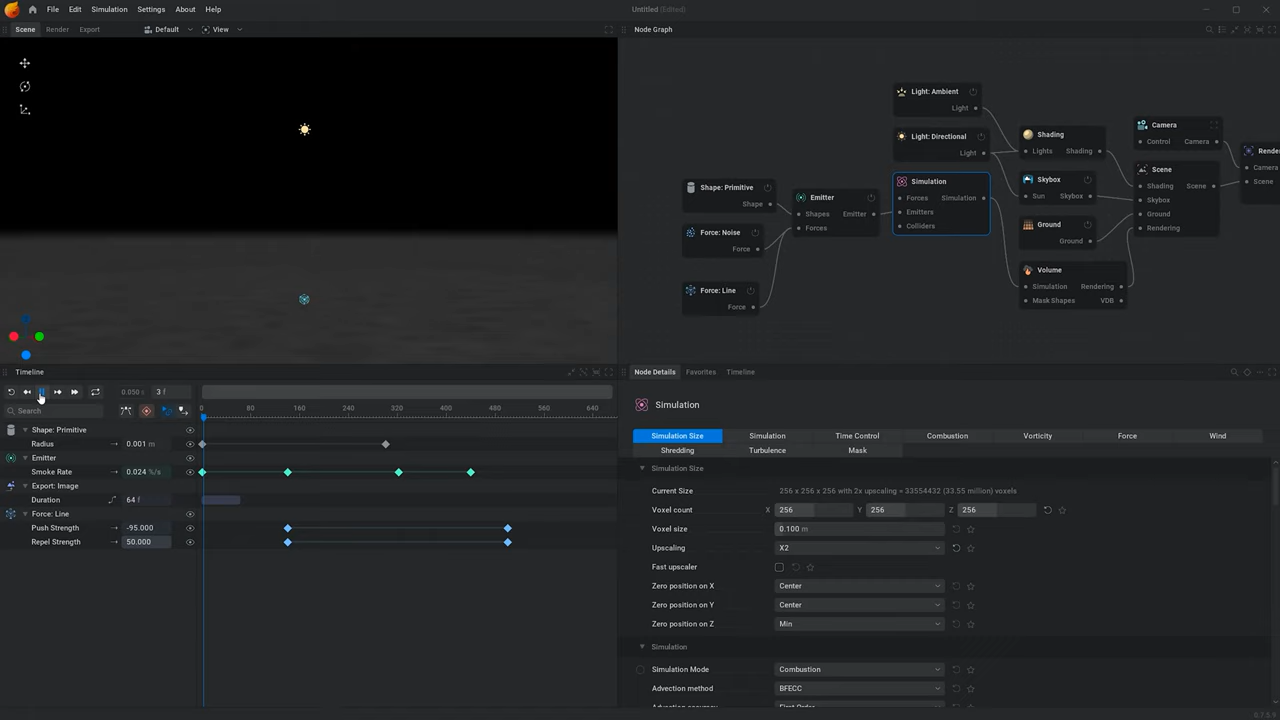 File Edit Simulation Settings About Help
Untitled (Edited)
Scene Render Export Default View
Node Graph
Light: Ambient
Light
Light: Directional
Light
Shading
Lights Shading
Camera
Control Camera
Render
Camera
Scene
Scene
Shading Scene
Skybox
Ground
Rendering
Shape: Primitive
Shape
Emitter
Shapes Emitter
Forces
Simulation
Forces Simulation
Emitters
Colliders
Skybox
Sun Skybox
Force: Noise
Force
Ground
Ground
Force: Line
Force
Volume
Simulation Rendering
Mask Shapes VDB
Timeline
0.050 s 3 f
Search
0 80 160 240 320 400 480 560 640
Shape: Primitive
Radius 0.001 m
Emitter
Smoke Rate 0.024 %/s
Export: Image
Duration 64 f
Force: Line
Push Strength -95.000
Repel Strength 50.000
Node Details Favorites Timeline
Simulation
Simulation Size Simulation Time Control Combustion Vorticity Force Wind
Shredding Turbulence Mask
Simulation Size
Current Size 256 x 256 x 256 with 2x upscaling = 33554432 (33.55 million) voxels
Voxel count X 256 Y 256 Z 256
Voxel size 0.100 m
Upscaling X2
Fast upscaler
Zero position on X Center
Zero position on Y Center
Zero position on Z Min
Simulation
Simulation Mode Combustion
Advection method BFECC